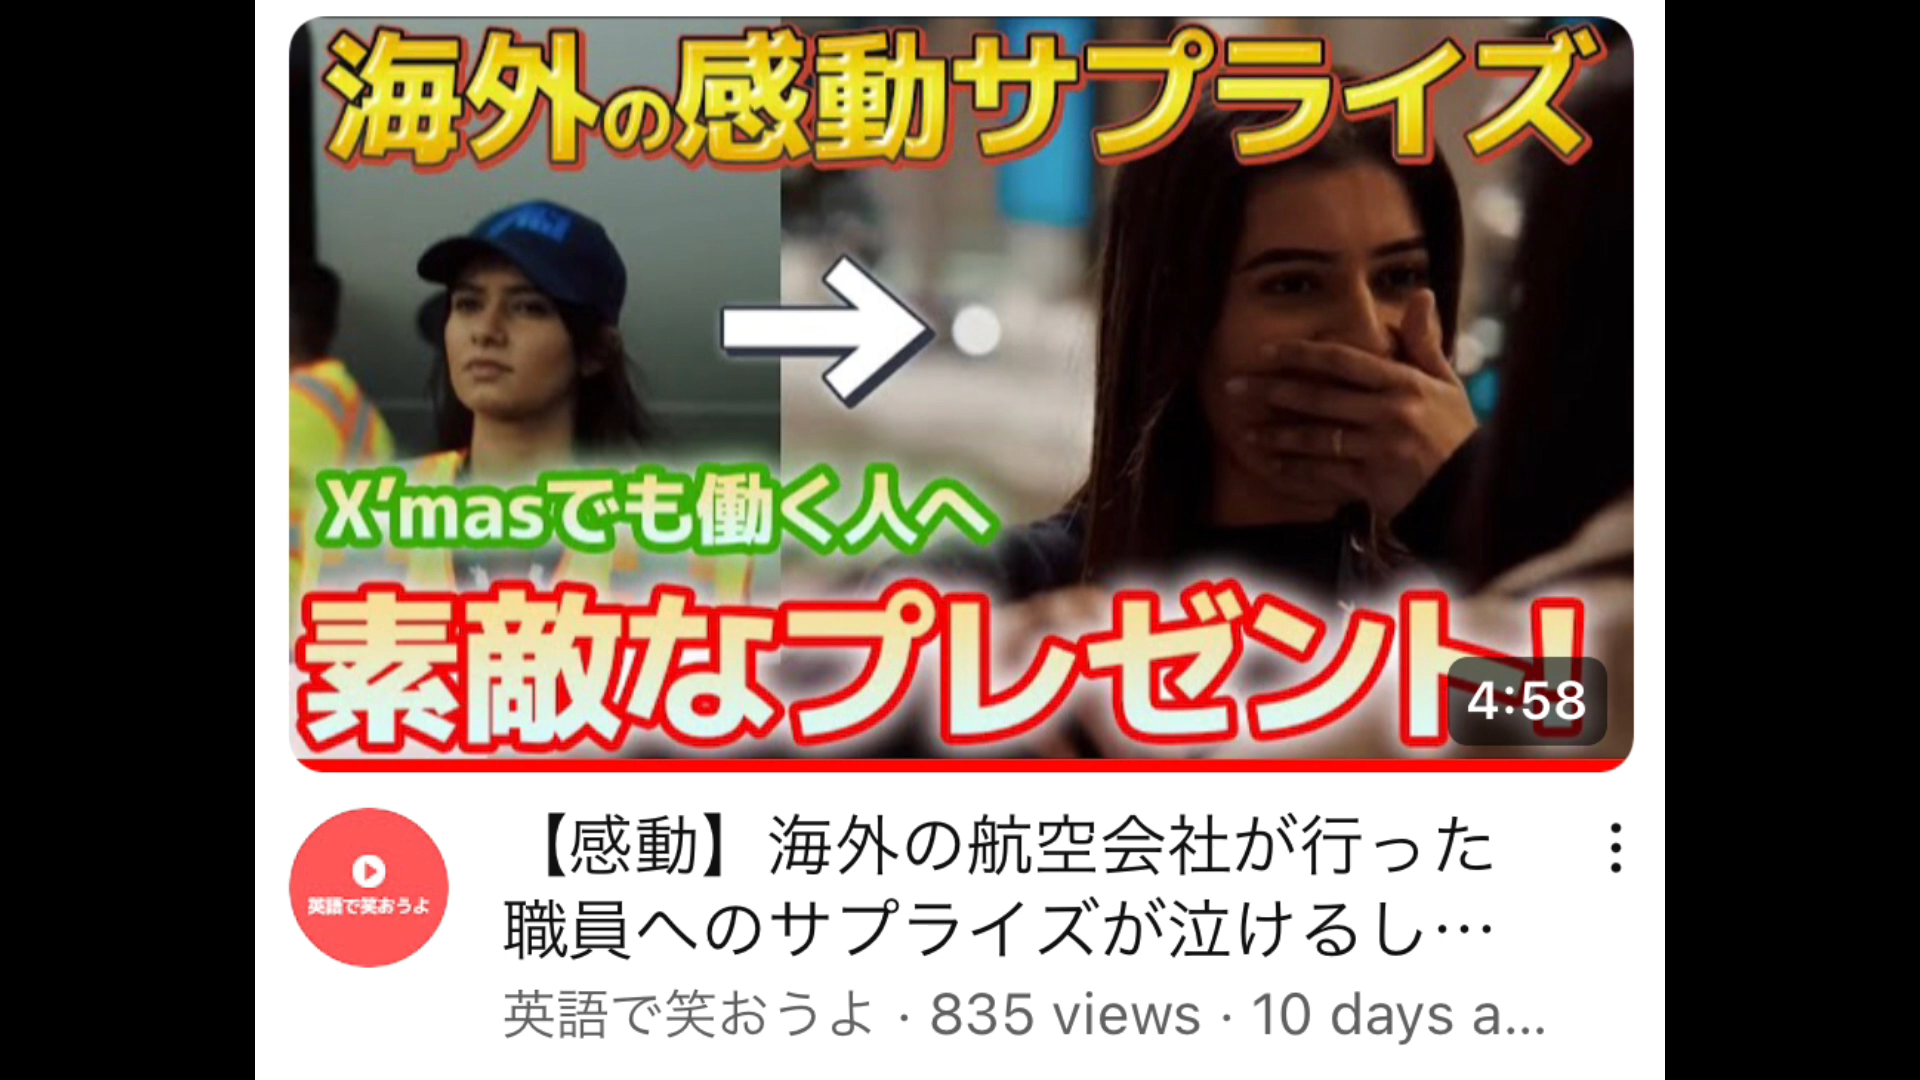 海外の感動サプライズ
X'masでも働く人へ
素敵なプレゼント!
4:58
英語で笑おうよ
【感動】海外の航空会社が行った
職員へのサプライズが泣けるし…
英語で笑おうよ · 835 views · 10 days a...